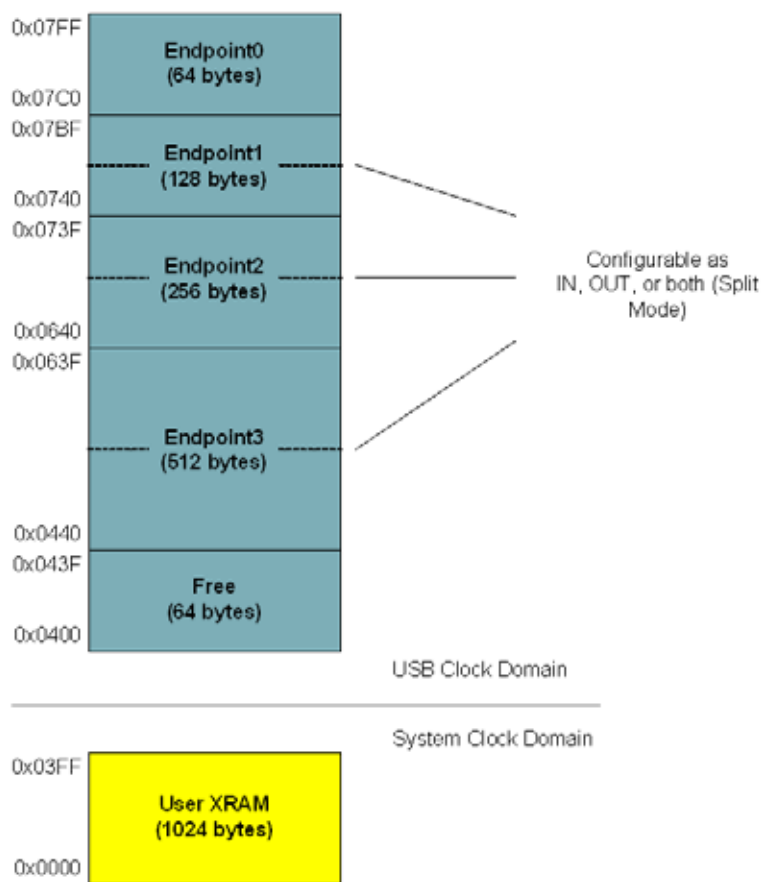 0x07FF
Endpoint0
(64 bytes)
0x07C0
0x07BF
Endpoint1
(128 bytes)
0x0740
0x073F
Endpoint2
(256 bytes)
Configurable as
IN, OUT, or both (Split
Mode)
0x0640
0x063F
Endpoint3
(512 bytes)
0x0440
0x043F
Free
(64 bytes)
0x0400
USB Clock Domain
System Clock Domain
0x03FF
User XRAM
(1024 bytes)
0x0000